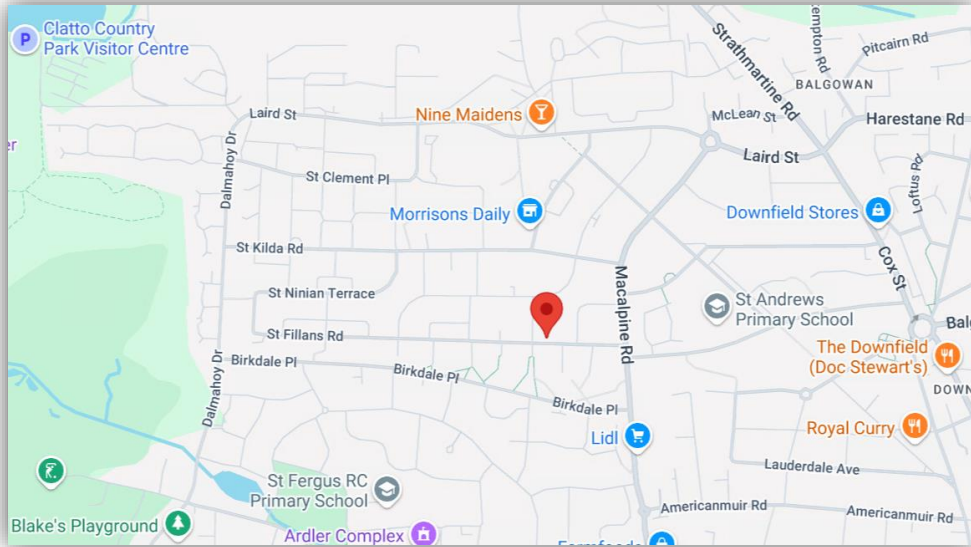 P
Clatto Country
Park Visitor Centre
Strathmartine Rd
Pitcairn Rd
BALGOWAN
Laird St
Nine Maidens
McLean St
Harestane Rd
Laird St
Dalmahoy Dr
St Clement Pl
Morrisons Daily
Downfield Stores
Loftus Rd
St Kilda Rd
Cox St
Macalpine Rd
St Ninian Terrace
St Andrews
Primary School
St Fillans Rd
The Downfield
(Doc Stewart's)
Birkdale Pl
Birkdale Pl
Dalmahoy Dr
Birkdale Pl
Royal Curry
Lidl
Lauderdale Ave
St Fergus RC
Primary School
Americanmuir Rd
Americanmuir Rd
Blake's Playground
Ardler Complex